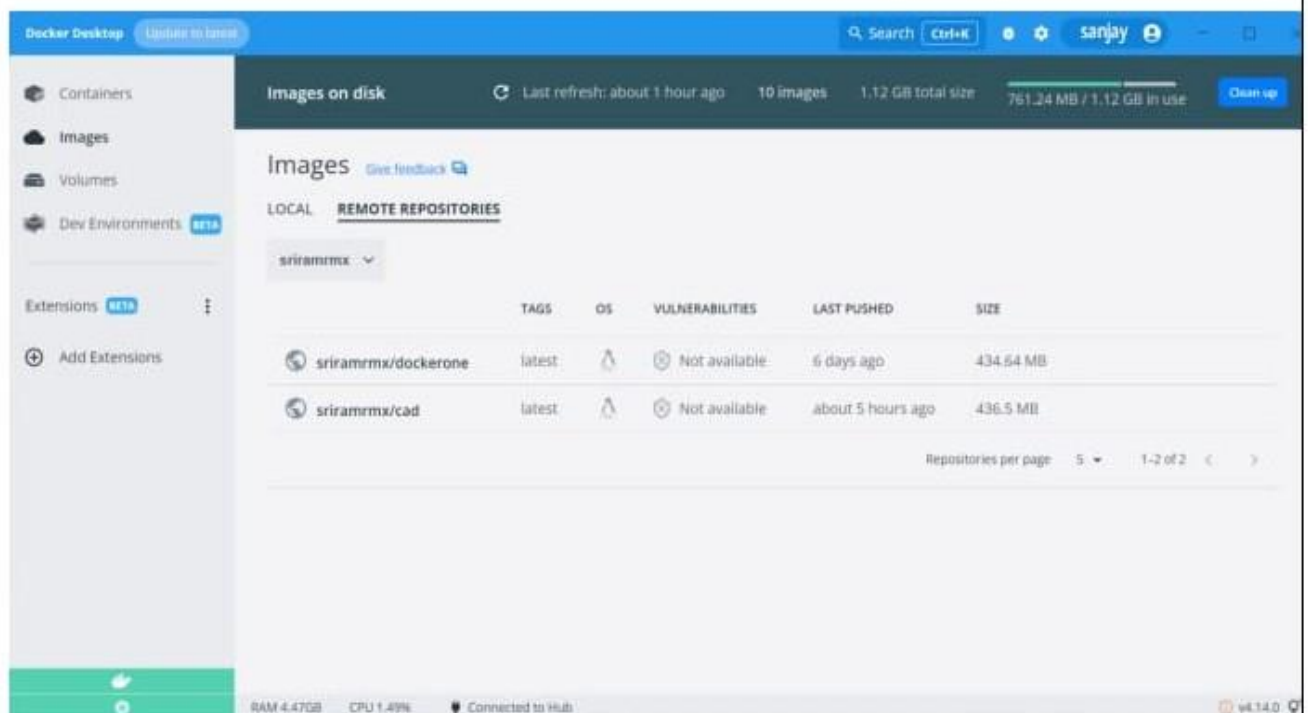 Docker Desktop Update to latest Search Ctrl+K sanjay
Containers
Images
Volumes
Dev Environments BETA
Extensions BETA
Add Extensions
Images on disk Last refresh: about 1 hour ago 10 images 1.12 GB total size 761.24 MB / 1.12 GB in use Clean up
Images Give feedback
LOCAL REMOTE REPOSITORIES
sriramrmx
TAGS OS VULNERABILITIES LAST PUSHED SIZE
sriramrmx/dockerone latest Not available 6 days ago 434.64 MB
sriramrmx/cad latest Not available about 5 hours ago 436.5 MB
Repositories per page 5 1-2 of 2
RAM 4.47GB CPU 1.49% Connected to Hub v4.14.0